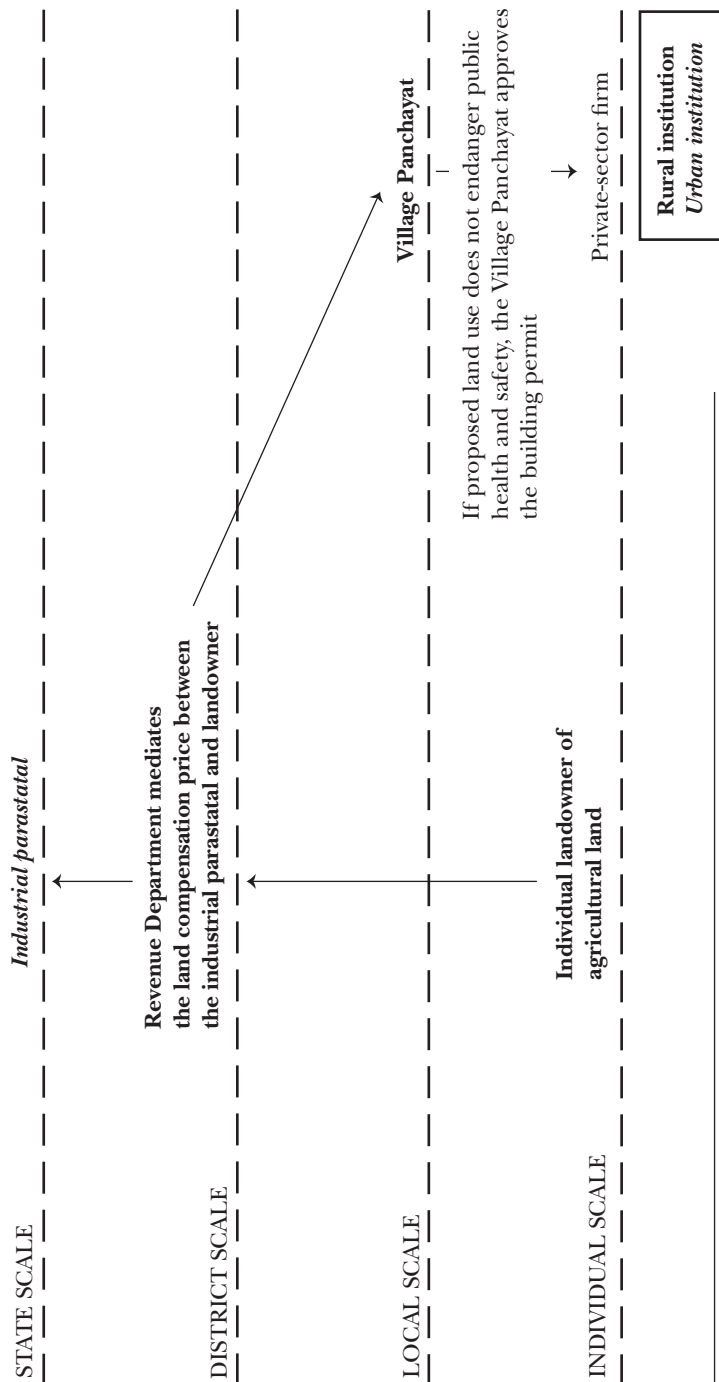 STATE SCALE
Industrial parastatal
Revenue Department mediates
the land compensation price between
the industrial parastatal and landowner
DISTRICT SCALE
Village Panchayat
LOCAL SCALE
If proposed land use does not endanger public
health and safety, the Village Panchayat approves
the building permit
Individual landowner of
agricultural land
Private-sector firm
INDIVIDUAL SCALE
Rural institution
Urban institution